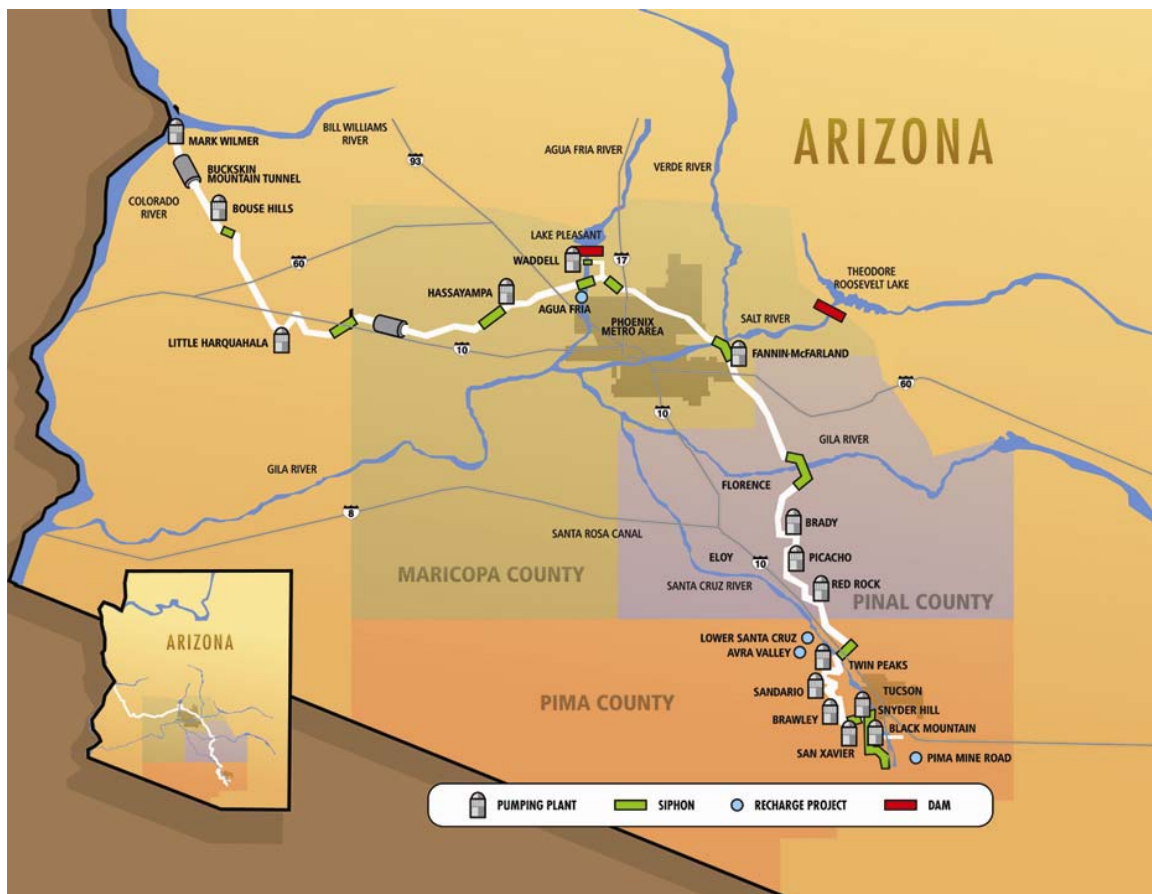 ARIZONA
MARK WILMER
BILL WILLIAMS
RIVER
93
AGUA FRIA RIVER
VERDE RIVER
BUCKSKIN
MOUNTAIN TUNNEL
COLORADO
RIVER
BOUSE HILLS
60
LAKE PLEASANT
WADDELL
17
THEODORE
ROOSEVELT LAKE
HASSAYAMPA
AGUA FRIA
PHOENIX
METRO AREA
SALT RIVER
LITTLE HARQUAHALA
10
FANNIN-McFARLAND
60
10
GILA RIVER
GILA RIVER
FLORENCE
8
SANTA ROSA CANAL
BRADY
ELOY
10
PICACHO
MARICOPA COUNTY
SANTA CRUZ RIVER
RED ROCK
PINAL COUNTY
ARIZONA
LOWER SANTA CRUZ
AVRA VALLEY
TWIN PEAKS
PIMA COUNTY
SANDARIO
TUCSON
SNYDER HILL
BRAWLEY
BLACK MOUNTAIN
SAN XAVIER
PIMA MINE ROAD
PUMPING PLANT
SIPHON
RECHARGE PROJECT
DAM